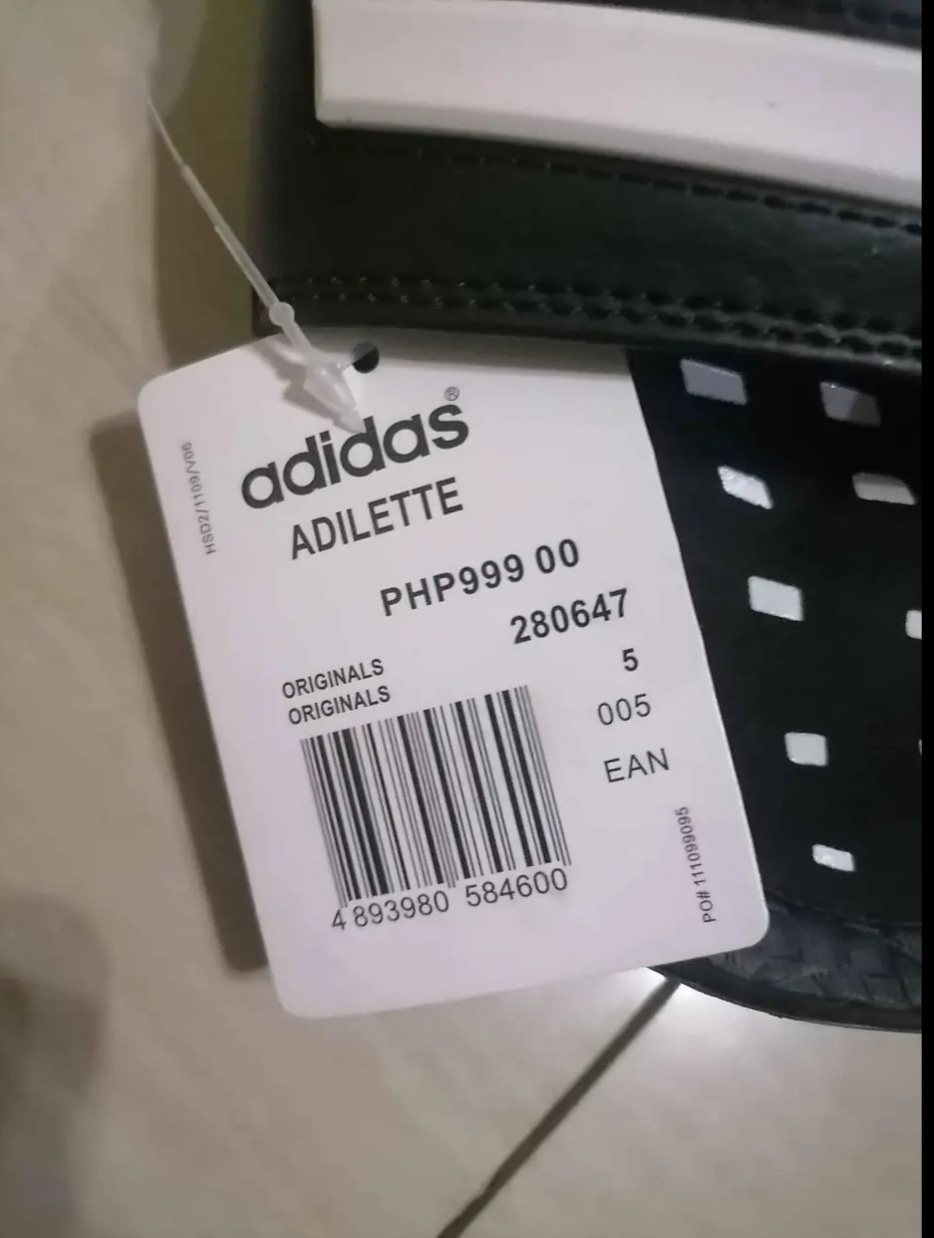 adidas®
ADILETTE
PHP999 00
280647
5
ORIGINALS
ORIGINALS
005
EAN
4 893980 584600
HSD2/1109/V06
PO# 111099095